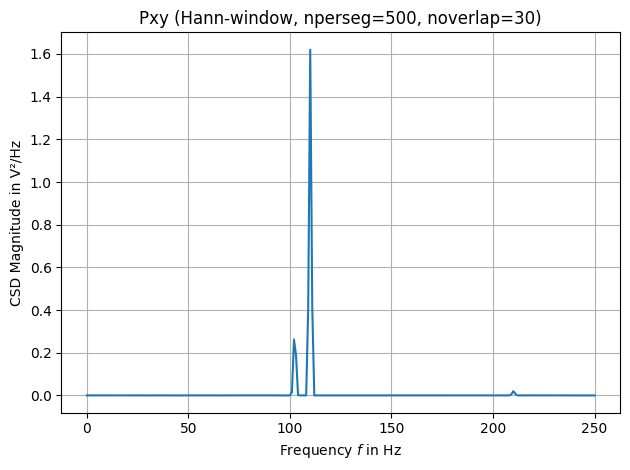 Pxy (Hann-window, nperseg=500, noverlap=30)
CSD Magnitude in V²/Hz
1.6
1.4
1.2
1.0
0.8
0.6
0.4
0.2
0.0
0 50 100 150 200 250
Frequency f in Hz